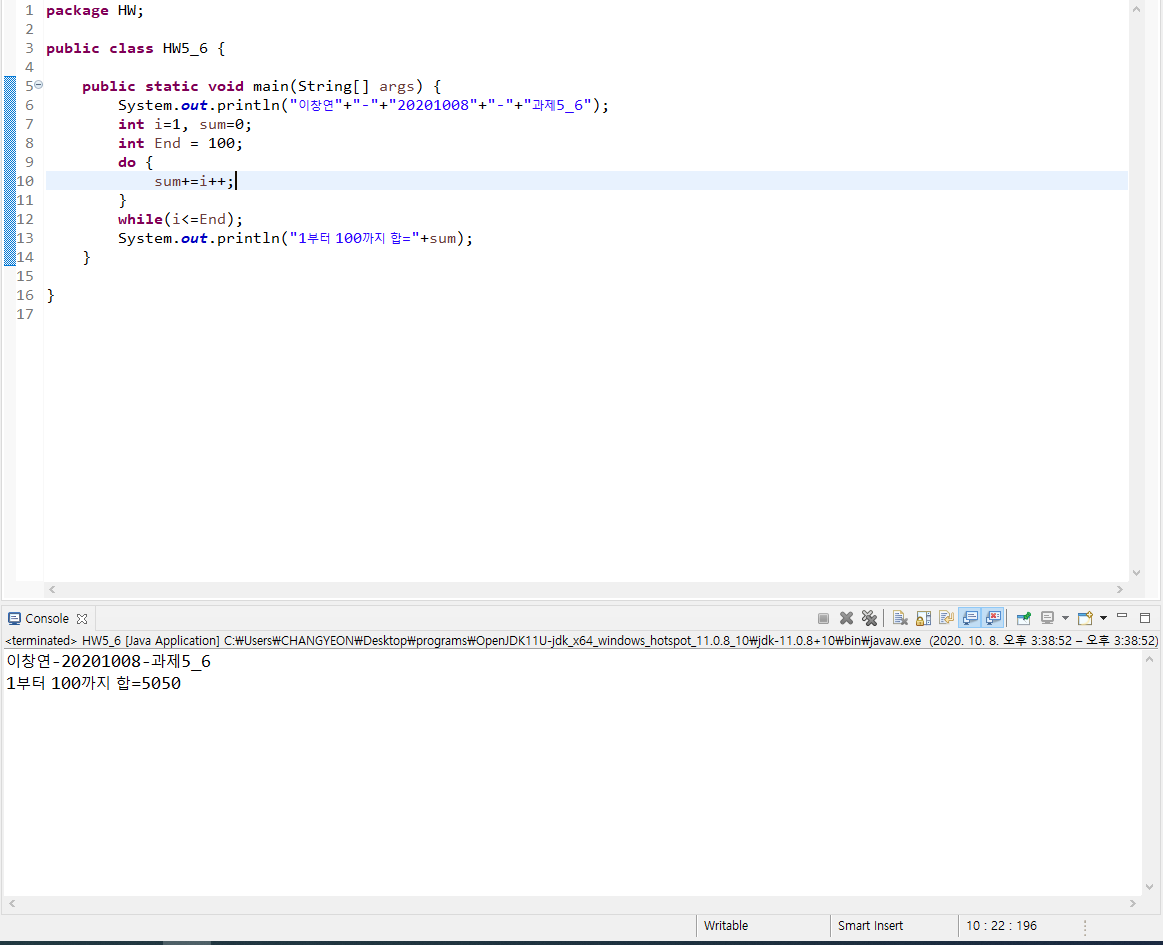 1 package HW;
2
3 public class HW5_6 {
4
5 public static void main(String[] args) {
6 System.out.println("이창연"+"-"+"20201008"+"-"+"과제5_6");
7 int i=1, sum=0;
8 int End = 100;
9 do {
10 sum+=i++;
11 }
12 while(i<=End);
13 System.out.println("1부터 100까지 합="+sum);
14 }
15
16 }
17
Console
<terminated> HW5_6 [Java Application] C:₩Users₩CHANGYEON₩Desktop₩programs₩OpenJDK11U-jdk_x64_windows_hotspot_11.0.8_10₩jdk-11.0.8+10₩bin₩javaw.exe (2020. 10. 8. 오후 3:38:52 – 오후 3:38:52)
이창연-20201008-과제5_6
1부터 100까지 합=5050
Writable Smart Insert 10 : 22 : 196